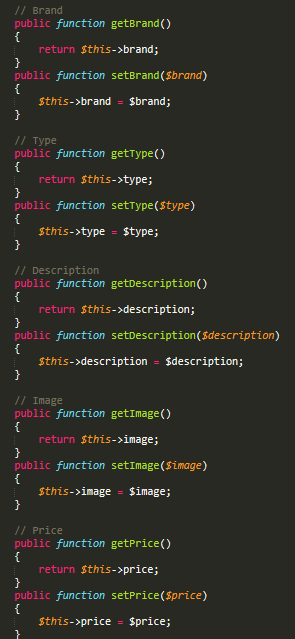 // Brand
public function getBrand()
{
return $this->brand;
}
public function setBrand($brand)
{
$this->brand = $brand;
}
// Type
public function getType()
{
return $this->type;
}
public function setType($type)
{
$this->type = $type;
}
// Description
public function getDescription()
{
return $this->description;
}
public function setDescription($description)
{
$this->description = $description;
}
// Image
public function getImage()
{
return $this->image;
}
public function setImage($image)
{
$this->image = $image;
}
// Price
public function getPrice()
{
return $this->price;
}
public function setPrice($price)
{
$this->price = $price;
}